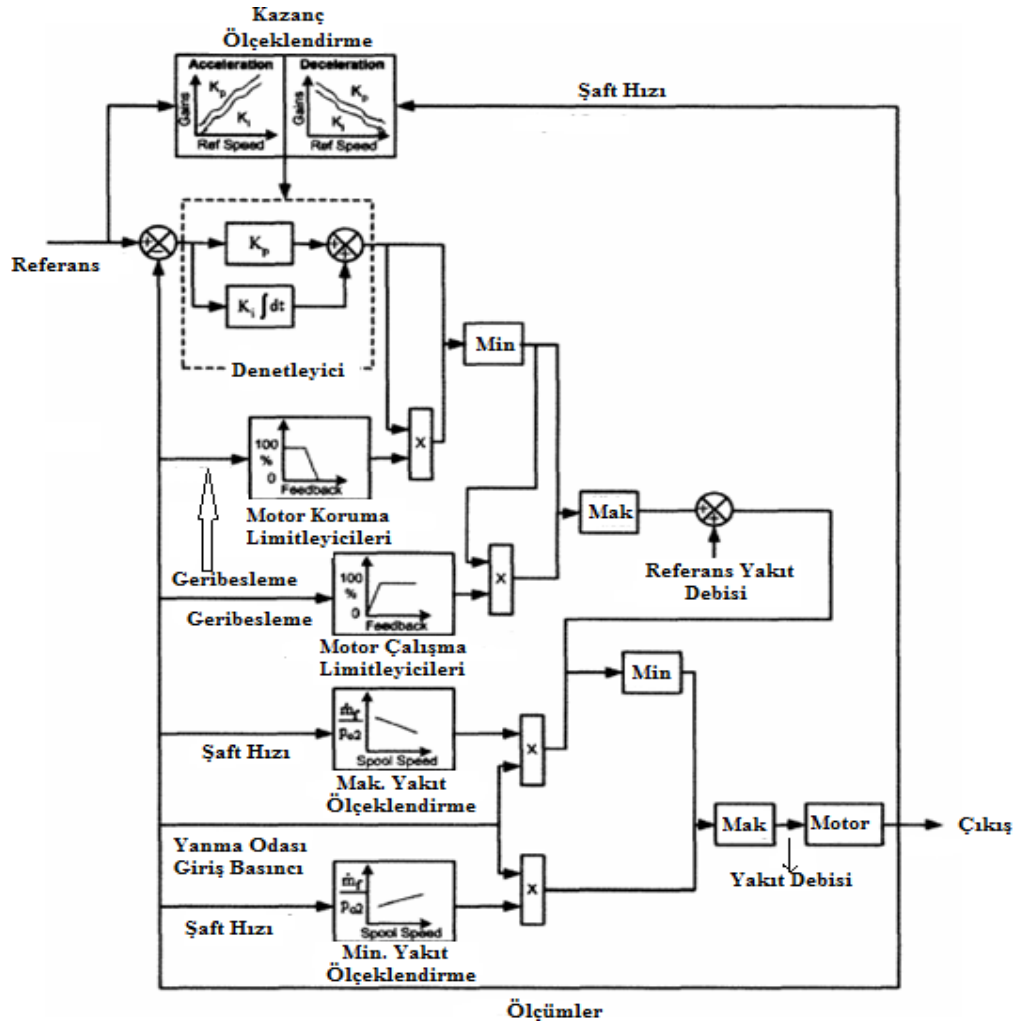 Kazanç
Ölçeklendirme
Acceleration
Deceleration
Gains
Kp
Ki
Ref Speed
Gains
Kp
Ki
Ref Speed
Şaft Hızı
Referans
+
−
Kp
Ki ∫dt
+
+
Denetleyici
Min
X
100
%
0
Feedback
Motor Koruma
Limitleyicileri
Geribesleme
Geribesleme
100
%
0
Feedback
Motor Çalışma
Limitleyicileri
X
Mak
+
+
Referans Yakıt
Debisi
Min
Şaft Hızı
ṁf
Po2
Spool Speed
Mak. Yakıt
Ölçeklendirme
X
Yanma Odası
Giriş Basıncı
Mak
Motor
Çıkış
Yakıt Debisi
Şaft Hızı
ṁf
Po2
Spool Speed
Min. Yakıt
Ölçeklendirme
X
Ölçümler